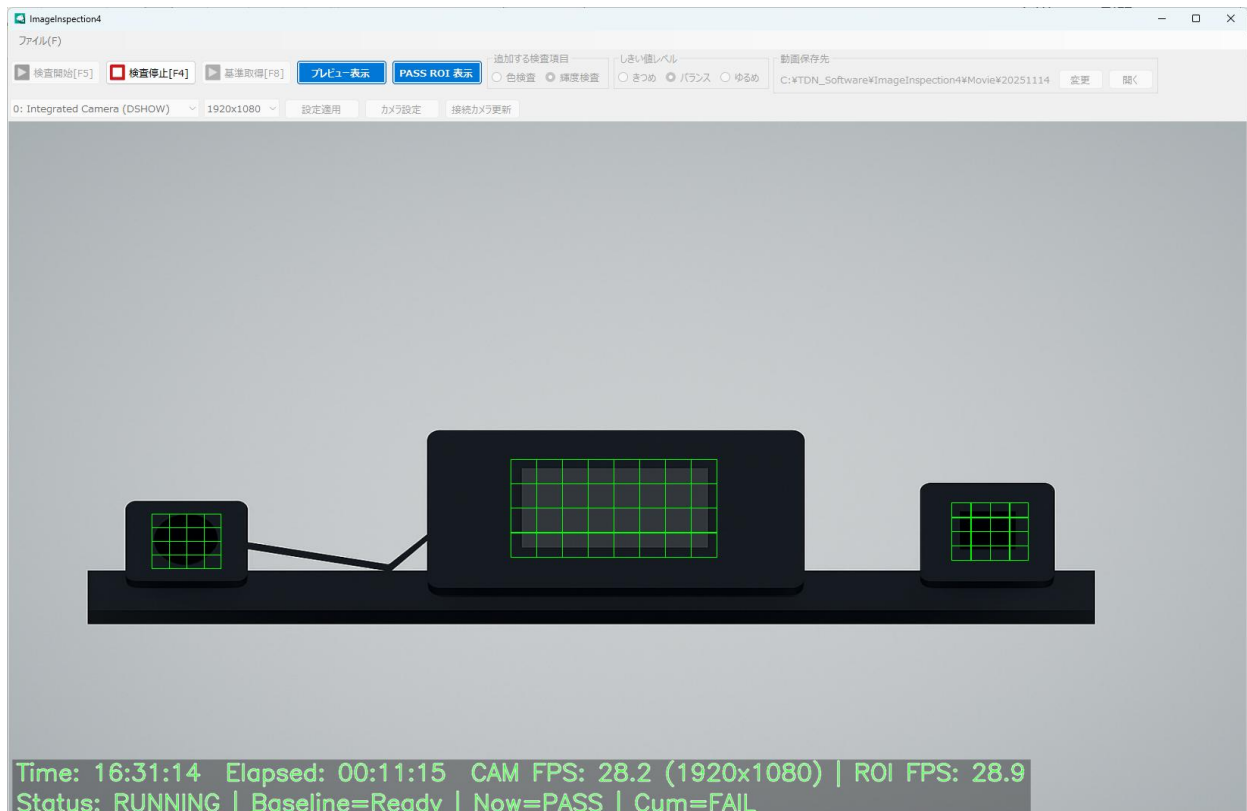 ImageInspection4
ファイル(F)
検査開始[F5] 検査停止[F4] 基準取得[F8] プレビュー表示 PASS ROI 表示
追加する検査項目
色検査 輝度検査
しきい値レベル
きつめ バランス ゆるめ
動画保存先
C:¥TDN_Software¥ImageInspection4¥Movie¥20251114 変更 開く
0: Integrated Camera (DSHOW) 1920x1080 設定適用 カメラ設定 接続カメラ更新
Time: 16:31:14 Elapsed: 00:11:15 CAM FPS: 28.2 (1920x1080) | ROI FPS: 28.9
Status: RUNNING | Baseline=Ready | Now=PASS | Cum=FAIL